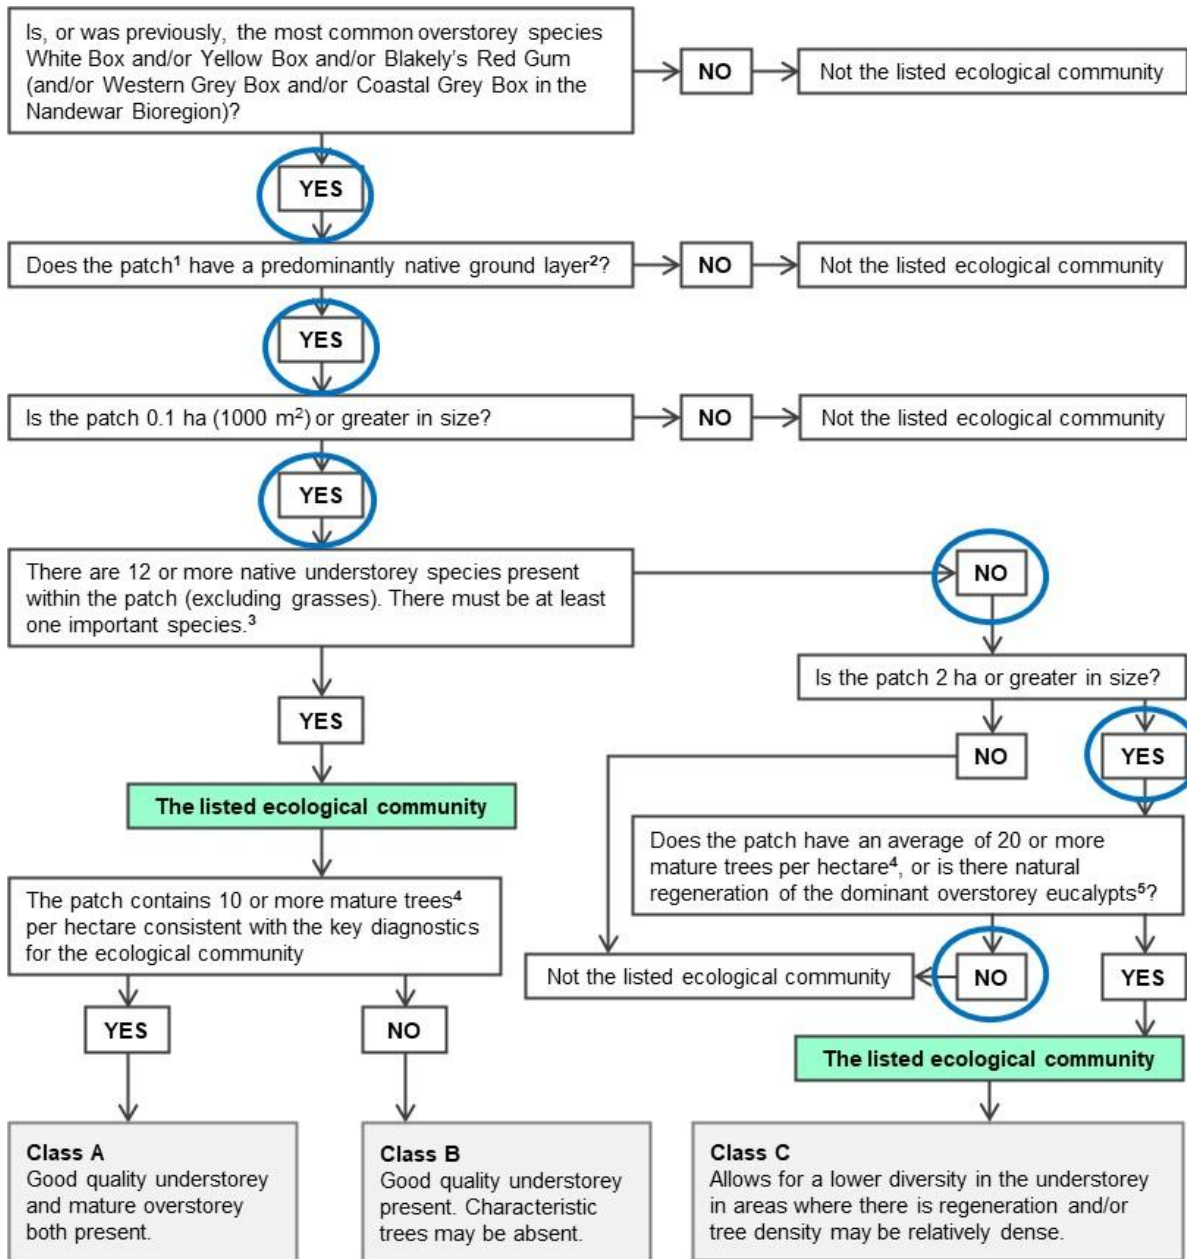 Is, or was previously, the most common overstorey species
White Box and/or Yellow Box and/or Blakely's Red Gum
(and/or Western Grey Box and/or Coastal Grey Box in the
Nandewar Bioregion)?
NO
Not the listed ecological community
YES
Does the patch¹ have a predominantly native ground layer²?
NO
Not the listed ecological community
YES
Is the patch 0.1 ha (1000 m²) or greater in size?
NO
Not the listed ecological community
YES
There are 12 or more native understorey species present
within the patch (excluding grasses). There must be at least
one important species.³
NO
Is the patch 2 ha or greater in size?
YES
NO
YES
The listed ecological community
Does the patch have an average of 20 or more
mature trees per hectare⁴, or is there natural
regeneration of the dominant overstorey eucalypts⁵?
The patch contains 10 or more mature trees⁴
per hectare consistent with the key diagnostics
for the ecological community
Not the listed ecological community
NO
YES
YES
NO
The listed ecological community
Class A
Good quality understorey
and mature overstorey
both present.
Class B
Good quality understorey
present. Characteristic
trees may be absent.
Class C
Allows for a lower diversity in the understorey
in areas where there is regeneration and/or
tree density may be relatively dense.